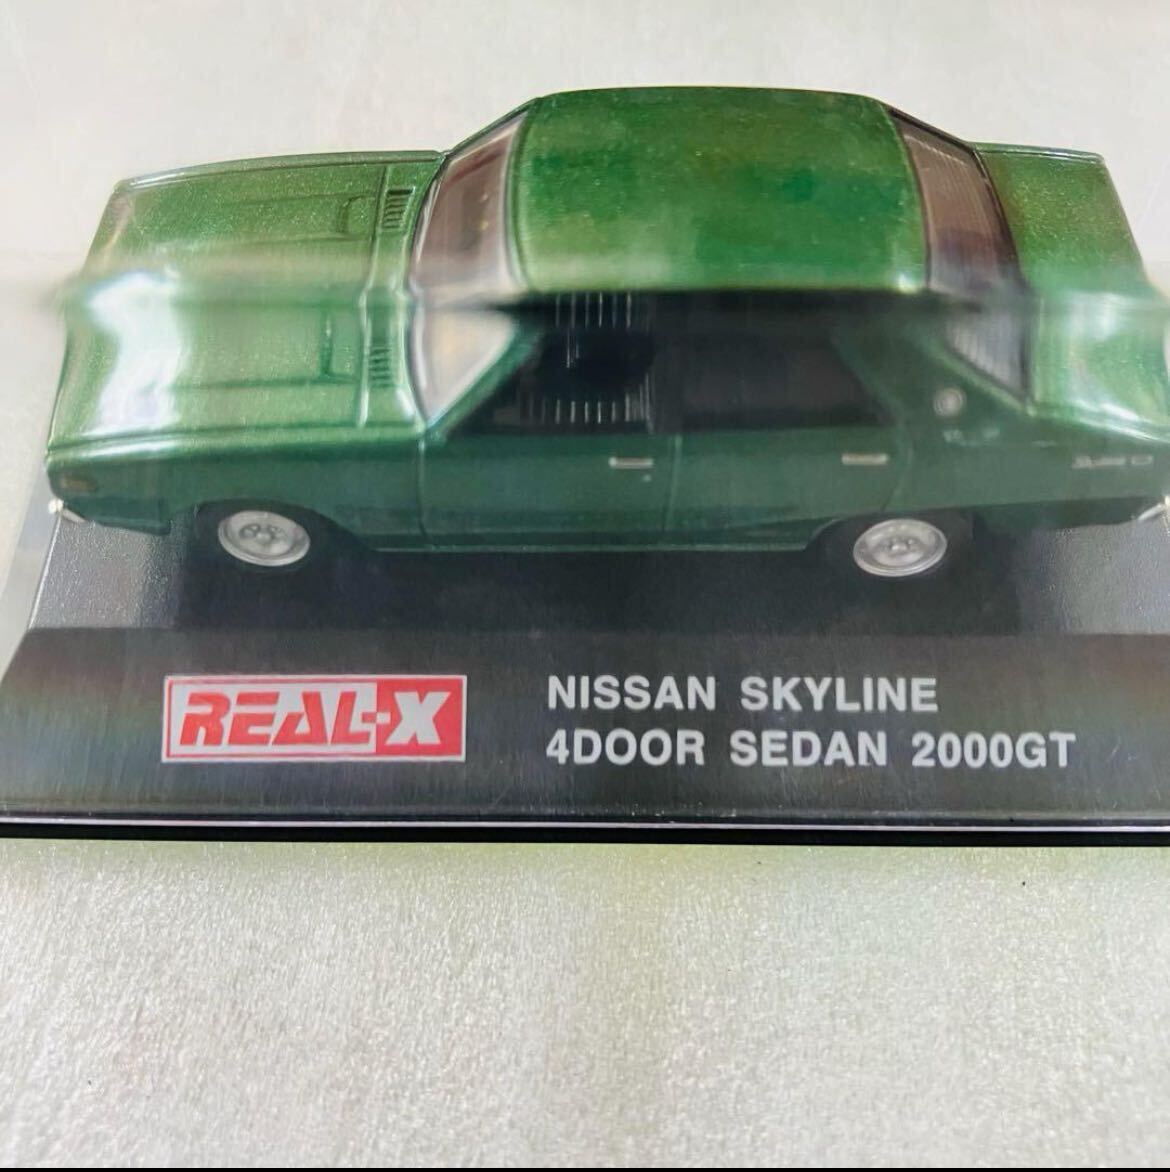 REAL-X
NISSAN SKYLINE
4DOOR SEDAN 2000GT